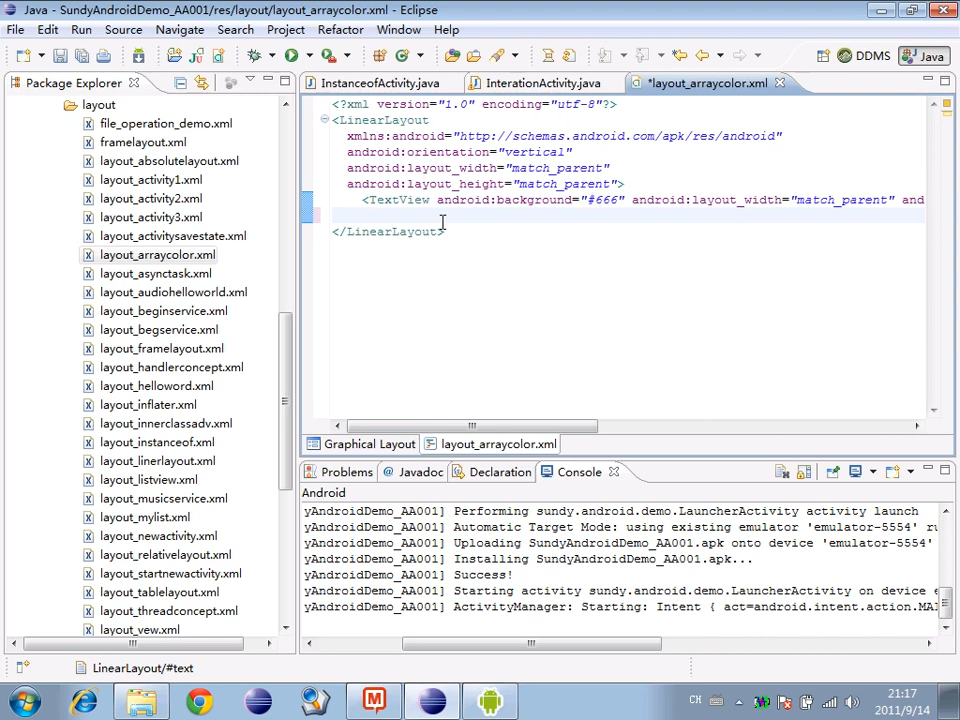 Java - SundyAndroidDemo_AA001/res/layout/layout_arraycolor.xml - Eclipse
File Edit Run Source Navigate Search Project Refactor Window Help
DDMS Java
Package Explorer
layout
file_operation_demo.xml
framelayout.xml
layout_absolutelayout.xml
layout_activity1.xml
layout_activity2.xml
layout_activity3.xml
layout_activitysavestate.xml
layout_arraycolor.xml
layout_asynctask.xml
layout_audiohelloworld.xml
layout_beginservice.xml
layout_begservice.xml
layout_framelayout.xml
layout_handlerconcept.xml
layout_helloword.xml
layout_inflater.xml
layout_innerclassadv.xml
layout_instanceof.xml
layout_linerlayout.xml
layout_listview.xml
layout_musicservice.xml
layout_mylist.xml
layout_newactivity.xml
layout_relativelayout.xml
layout_startnewactivity.xml
layout_tablelayout.xml
layout_threadconcept.xml
layout_vew.xml
InstanceofActivity.java InterationActivity.java *layout_arraycolor.xml
<?xml version="1.0" encoding="utf-8"?>
<LinearLayout
xmlns:android="http://schemas.android.com/apk/res/android"
android:orientation="vertical"
android:layout_width="match_parent"
android:layout_height="match_parent">
<TextView android:background="#666" android:layout_width="match_parent" and
</LinearLayout>
Graphical Layout layout_arraycolor.xml
Problems @ Javadoc Declaration Console
Android
yAndroidDemo_AA001] Performing sundy.android.demo.LauncherActivity activity launch
yAndroidDemo_AA001] Automatic Target Mode: using existing emulator 'emulator-5554' ru
yAndroidDemo_AA001] Uploading SundyAndroidDemo_AA001.apk onto device 'emulator-5554'
yAndroidDemo_AA001] Installing SundyAndroidDemo_AA001.apk...
yAndroidDemo_AA001] Success!
yAndroidDemo_AA001] Starting activity sundy.android.demo.LauncherActivity on device e
yAndroidDemo_AA001] ActivityManager: Starting: Intent { act=android.intent.action.MAI
LinearLayout/#text
CH
21:17
2011/9/14